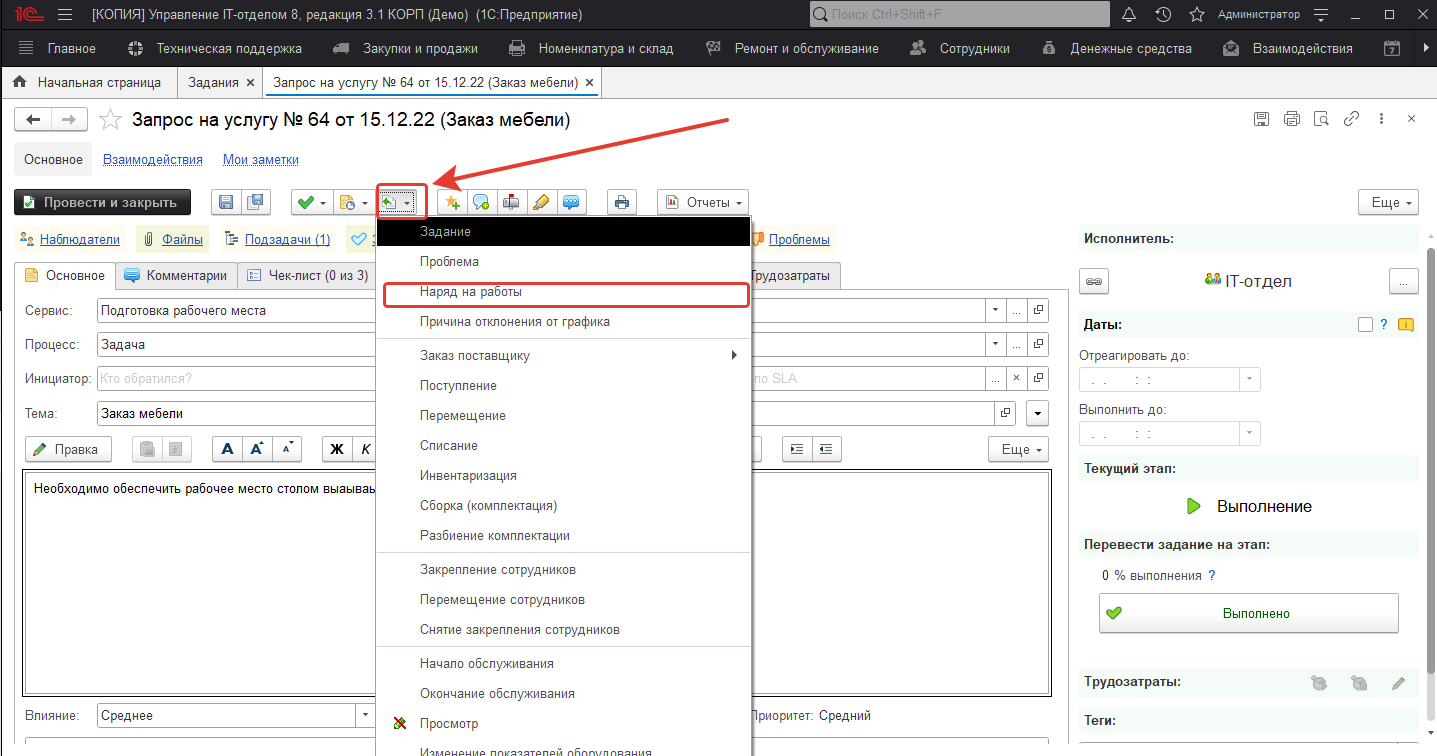 [КОПИЯ] Управление IT-отделом 8, редакция 3.1 КОРП (Демо) (1С:Предприятие)
Поиск Ctrl+Shift+F
Администратор
Главное Техническая поддержка Закупки и продажи Номенклатура и склад Ремонт и обслуживание Сотрудники Денежные средства Взаимодействия
Начальная страница Задания Запрос на услугу № 64 от 15.12.22 (Заказ мебели)
Запрос на услугу № 64 от 15.12.22 (Заказ мебели)
Основное Взаимодействия Мои заметки
Провести и закрыть Отчеты Еще
Наблюдатели Файлы Подзадачи (1) Проблемы
Основное Комментарии Чек-лист (0 из 3) Трудозатраты
Сервис: Подготовка рабочего места
Процесс: Задача
Инициатор: Кто обратился? по SLA
Тема: Заказ мебели
Правка А А А Ж К Еще
Необходимо обеспечить рабочее место столом выаываы
Влияние: Среднее Приоритет: Средний
Задание
Проблема
Наряд на работы
Причина отклонения от графика
Заказ поставщику
Поступление
Перемещение
Списание
Инвентаризация
Сборка (комплектация)
Разбиение комплектации
Закрепление сотрудников
Перемещение сотрудников
Снятие закрепления сотрудников
Начало обслуживания
Окончание обслуживания
Просмотр
Изменение показателей оборудования
Исполнитель:
IT-отдел ...
Даты: ?
Отреагировать до:
. . : :
Выполнить до:
. . : :
Текущий этап:
Выполнение
Перевести задание на этап:
0 % выполнения ?
Выполнено
Трудозатраты:
Теги: